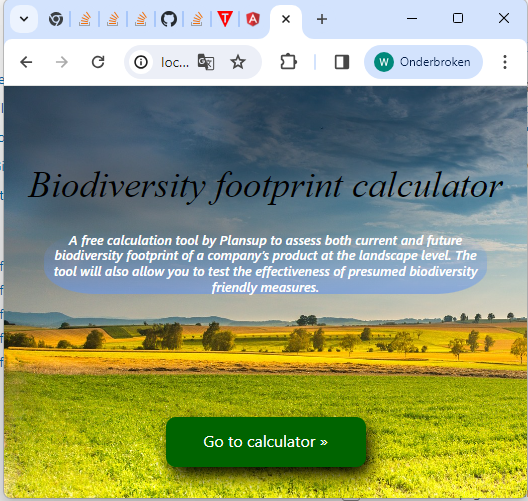 loc...
Onderbroken
W
Biodiversity footprint calculator
A free calculation tool by Plansup to assess both current and future
biodiversity footprint of a company's product at the landscape level. The
tool will also allow you to test the effectiveness of presumed biodiversity
friendly measures.
Go to calculator »